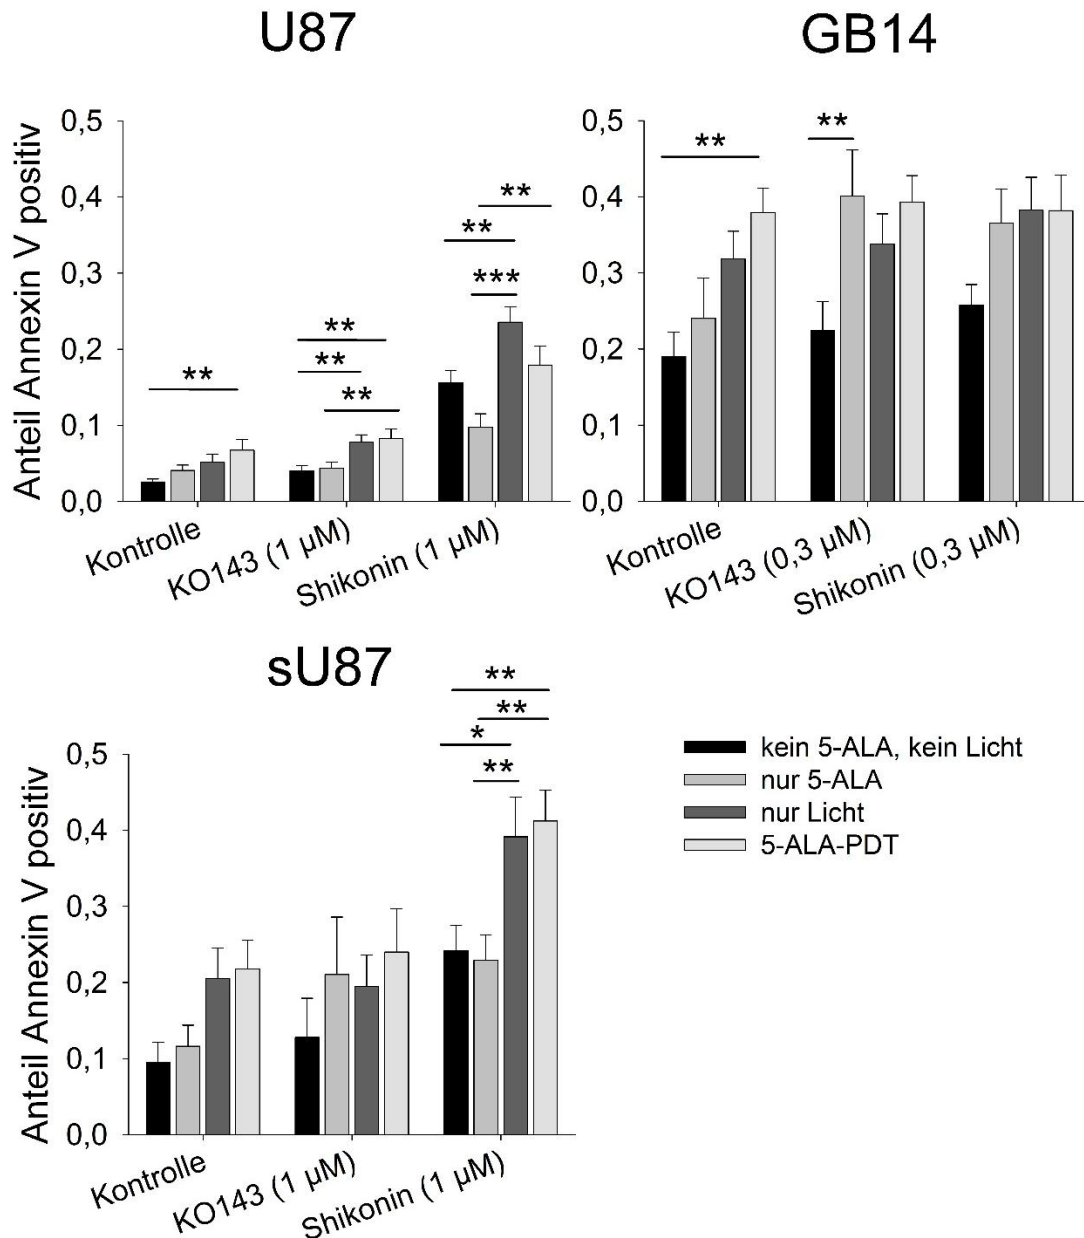 U87
Anteil Annexin V positiv
0,5
0,4
0,3
0,2
0,1
0,0
**
**
**
**
**
**
***
Kontrolle
KO143 (1 µM)
Shikonin (1 µM)
GB14
0,5
0,4
0,3
0,2
0,1
0,0
**
**
Kontrolle
KO143 (0,3 µM)
Shikonin (0,3 µM)
sU87
Anteil Annexin V positiv
0,5
0,4
0,3
0,2
0,1
0,0
**
**
*
**
Kontrolle
KO143 (1 µM)
Shikonin (1 µM)
kein 5-ALA, kein Licht
nur 5-ALA
nur Licht
5-ALA-PDT